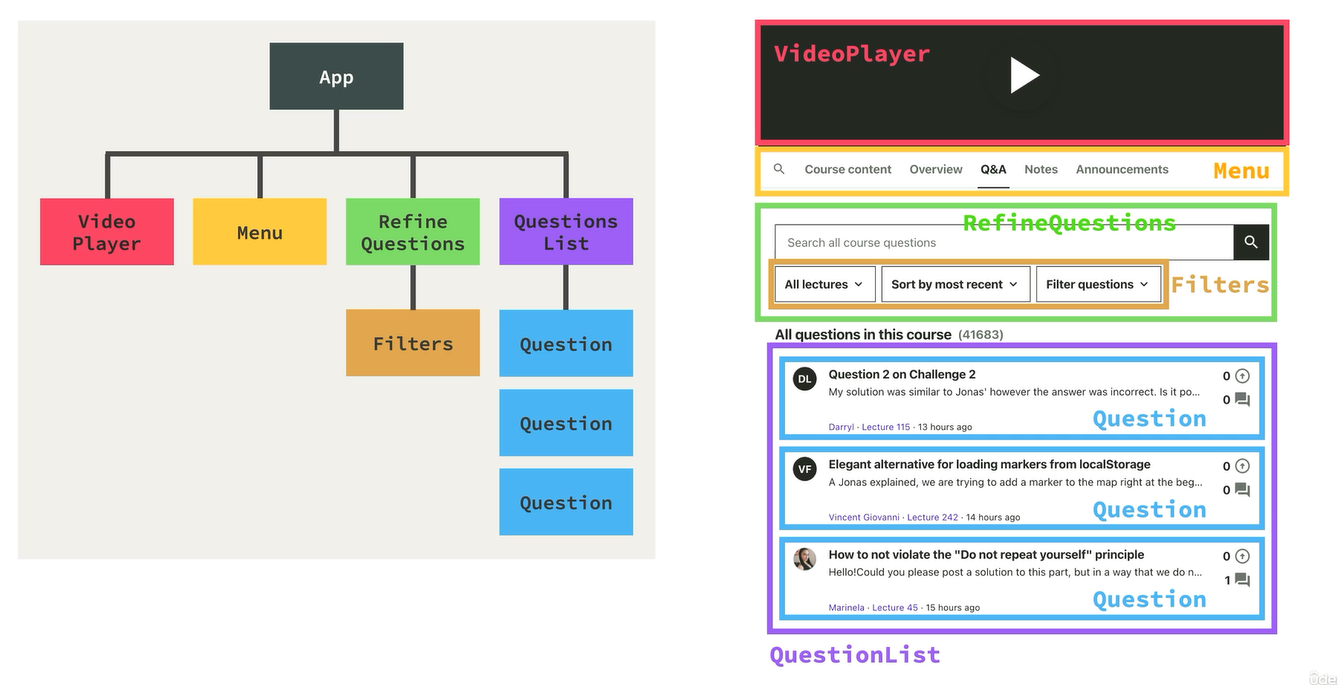 App
Video
Player
Menu
Refine
Questions
Questions
List
Filters
Question
Question
Question
VideoPlayer
Course content Overview Q&A Notes Announcements Menu
RefineQuestions
Search all course questions
All lectures Sort by most recent Filter questions Filters
All questions in this course (41683)
DL Question 2 on Challenge 2 0
My solution was similar to Jonas' however the answer was incorrect. Is it po... 0
Question
Darryl · Lecture 115 · 13 hours ago
VF Elegant alternative for loading markers from localStorage 0
A Jonas explained, we are trying to add a marker to the map right at the beg... 0
Question
Vincent Giovanni · Lecture 242 · 14 hours ago
How to not violate the "Do not repeat yourself" principle 0
Hello!Could you please post a solution to this part, but in a way that we do n... 1
Question
Marinela · Lecture 45 · 15 hours ago
QuestionList